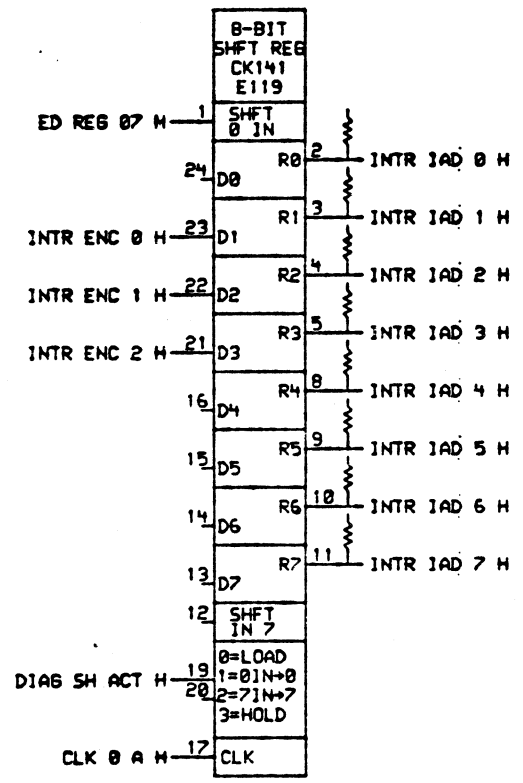 8-BIT
SHFT REG
CK141
E119
ED REG 07 H 1 SHFT
0 IN
R0 2 INTR IAD 0 H
24 D0
R1 3 INTR IAD 1 H
INTR ENC 0 H 23 D1
R2 4 INTR IAD 2 H
INTR ENC 1 H 22 D2
R3 5 INTR IAD 3 H
INTR ENC 2 H 21 D3
R4 8 INTR IAD 4 H
16 D4
R5 9 INTR IAD 5 H
15 D5
R6 10 INTR IAD 6 H
14 D6
R7 11 INTR IAD 7 H
13 D7
12 SHFT
IN 7
0=LOAD
DIAG SH ACT H 19 1=0IN→0
20 2=7IN→7
3=HOLD
CLK 0 A H 17 CLK